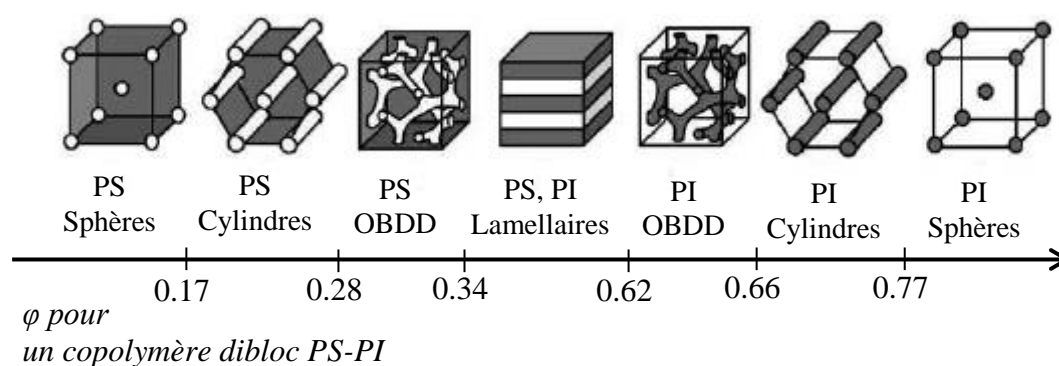 PS PS PS PS, PI PI PI PI
Sphères Cylindres OBDD Lamellaires OBDD Cylindres Sphères
0.17 0.28 0.34 0.62 0.66 0.77
φ pour
un copolymère dibloc PS-PI